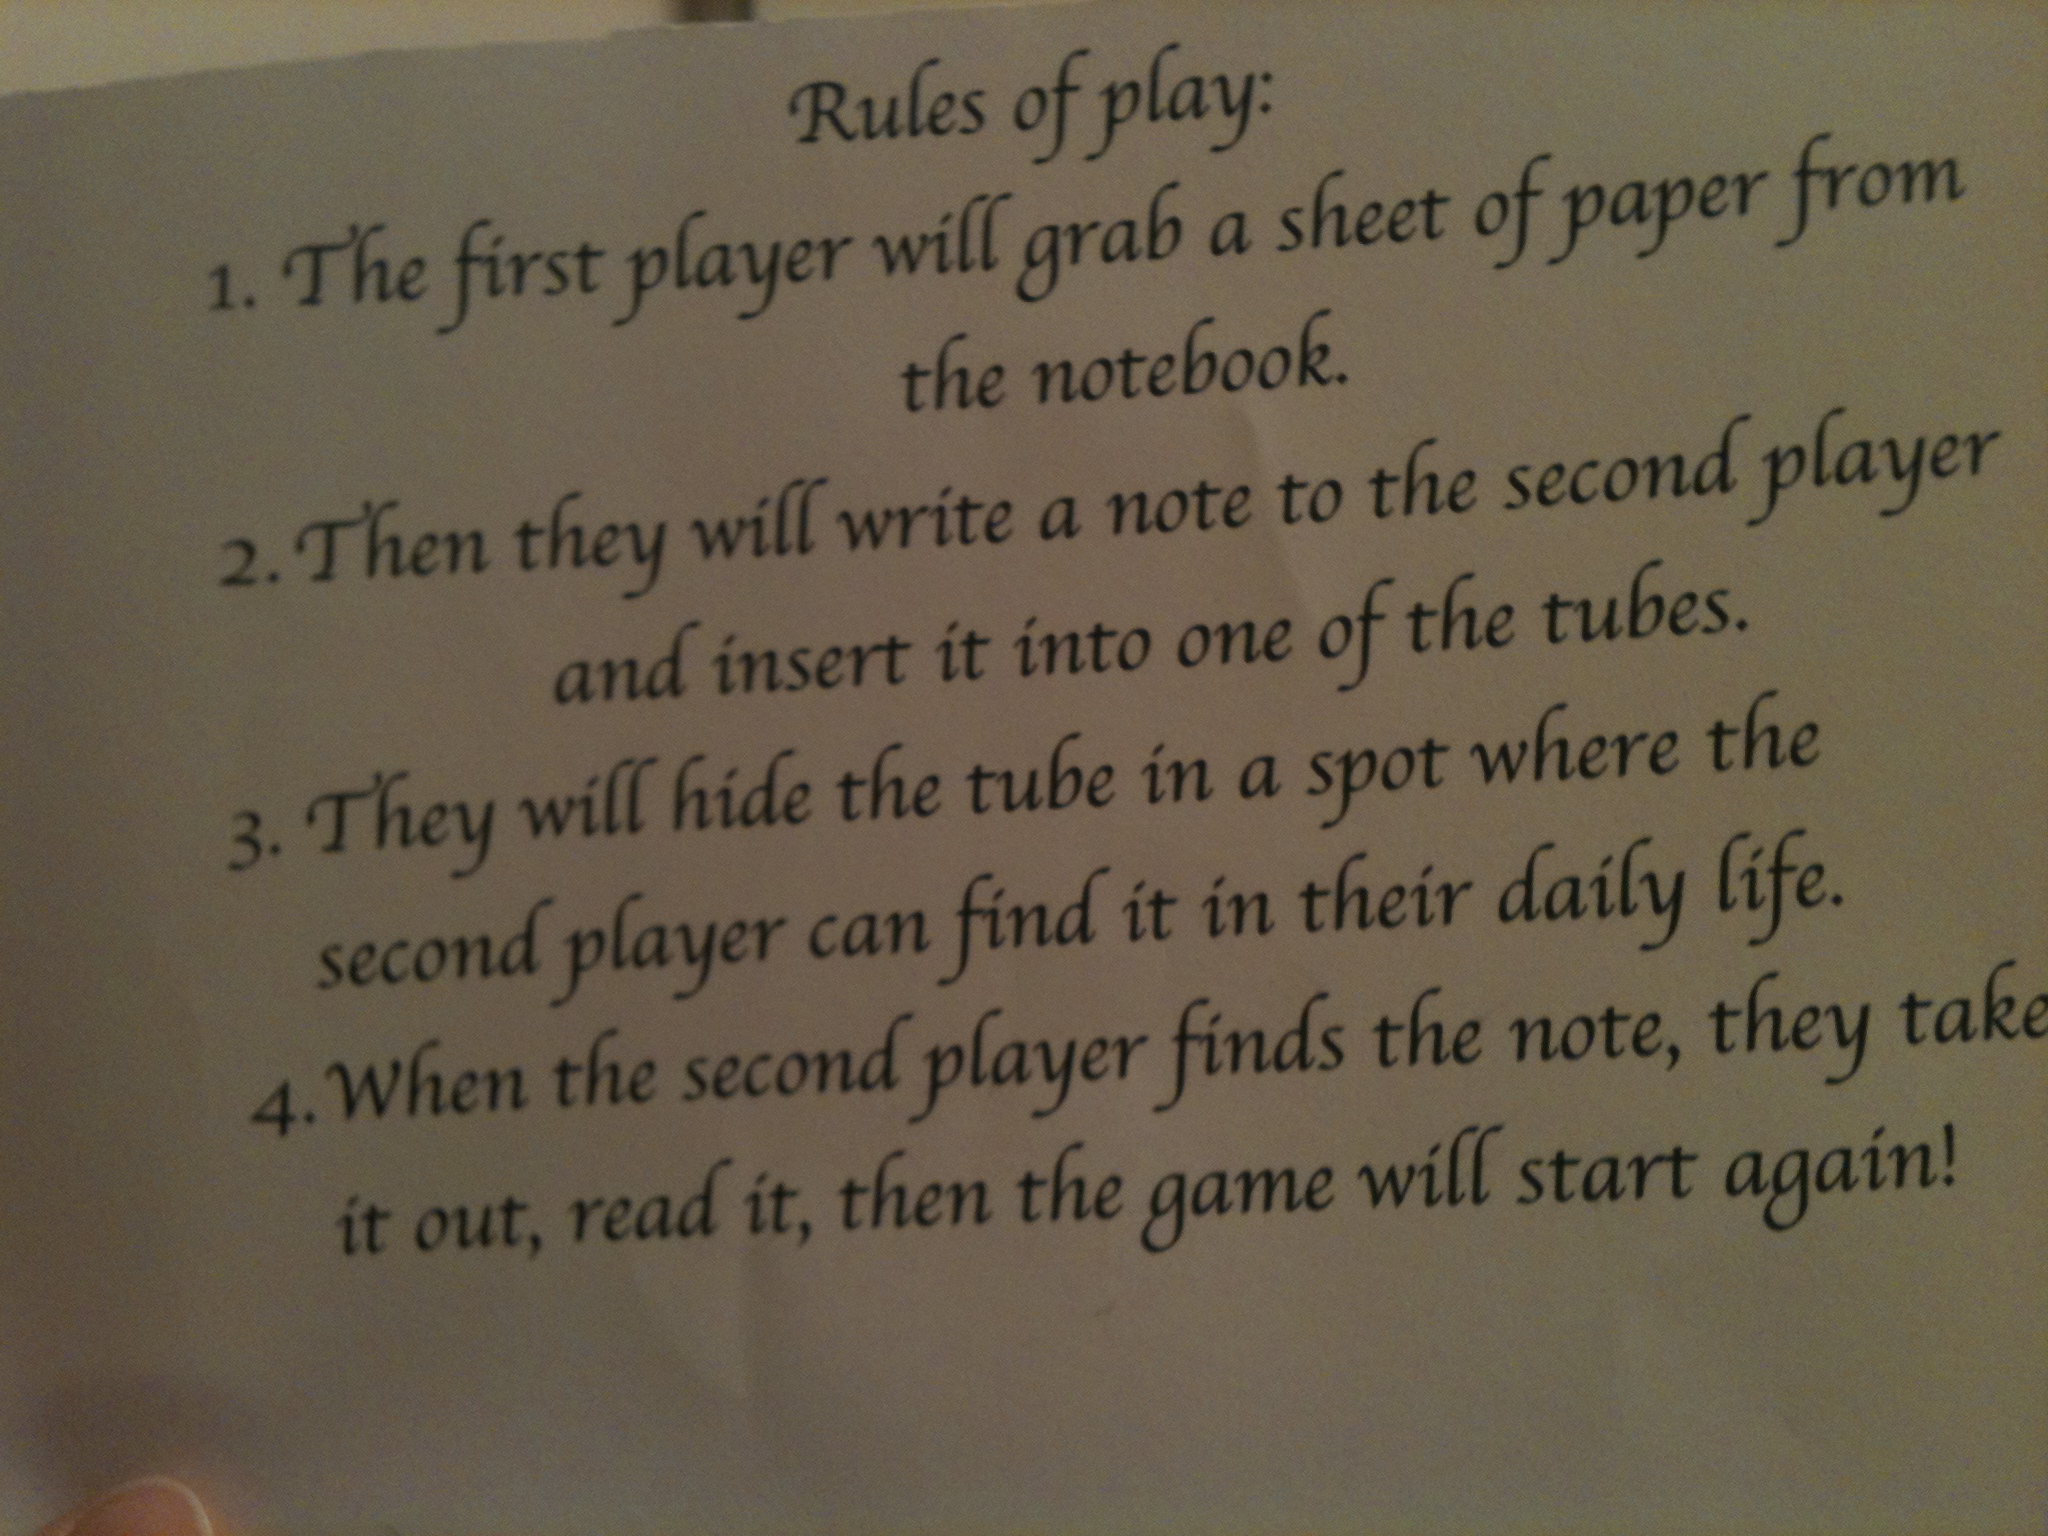 Rules of play:
1. The first player will grab a sheet of paper from
the notebook.
2. Then they will write a note to the second player
and insert it into one of the tubes.
3. They will hide the tube in a spot where the
second player can find it in their daily life.
4. When the second player finds the note, they take
it out, read it, then the game will start again!